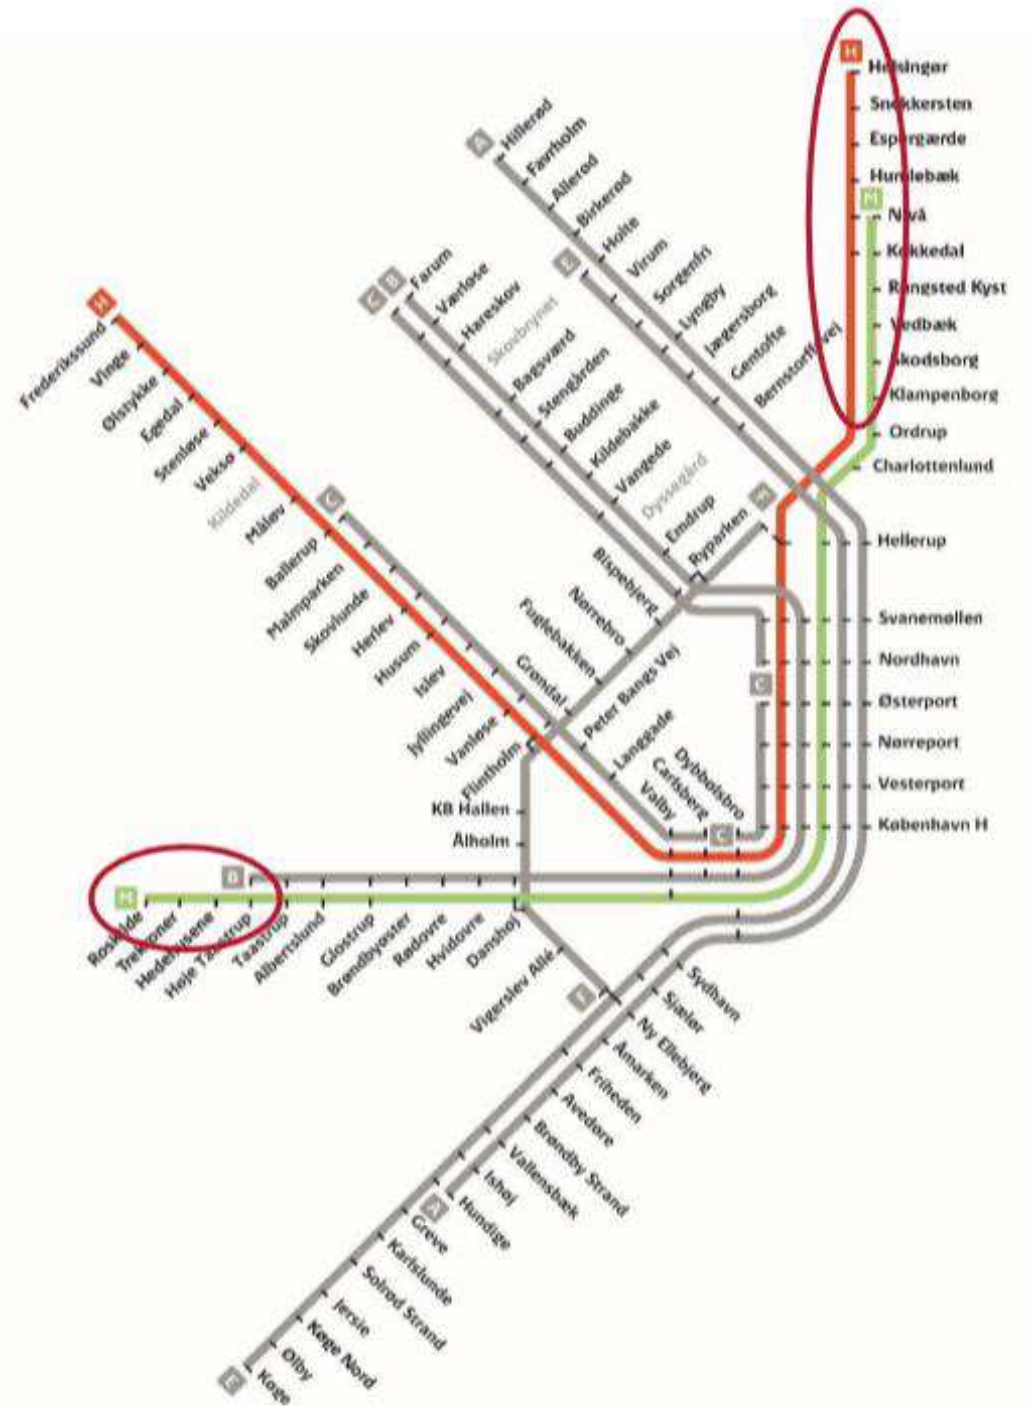 H
Helsingør
Snekkersten
Espergærde
Humlebæk
M
Nivå
Kokkedal
Rungsted Kyst
Vedbæk
Skodsborg
Klampenborg
Ordrup
Charlottenlund
Hellerup
Svanemøllen
Nordhavn
Østerport
Nørreport
Vesterport
København H
A
Hillerød
Favrholm
Allerød
Birkerød
Holte
E
Virum
Sorgenfri
Lyngby
Jægersborg
Gentofte
Bernstorffsvej
C
B
Farum
Værløse
Hareskov
Skovbrynet
Bagsværd
Stengården
Buddinge
Kildebakke
Vangede
Dyssegård
Emdrup
Ryparken
F
H
Frederikssund
Vinge
Ølstykke
Egedal
Stenløse
Veksø
Kildedal
Måløv
C
Ballerup
Malmparken
Skovlunde
Herlev
Husum
Islev
Jyllingevej
Vanløse
Flintholm
Bispebjerg
Nørrebro
Fuglebakken
Grøndal
Peter Bangs Vej
Langgade
Valby
Carlsberg
Dybbølsbro
C
C
KB Hallen
Ålholm
B
M
Roskilde
Trekroner
Hedehusene
Høje Taastrup
Taastrup
Albertslund
Glostrup
Brøndbyøster
Rødovre
Hvidovre
Danshøj
Vigerslev Allé
F
Sydhavn
Sjælør
Ny Ellebjerg
Åmarken
Friheden
Avedøre
Brøndby Strand
Vallensbæk
Ishøj
Hundige
A
Greve
Karlslunde
Solrød Strand
Jersie
Køge Nord
Ølby
Køge
E